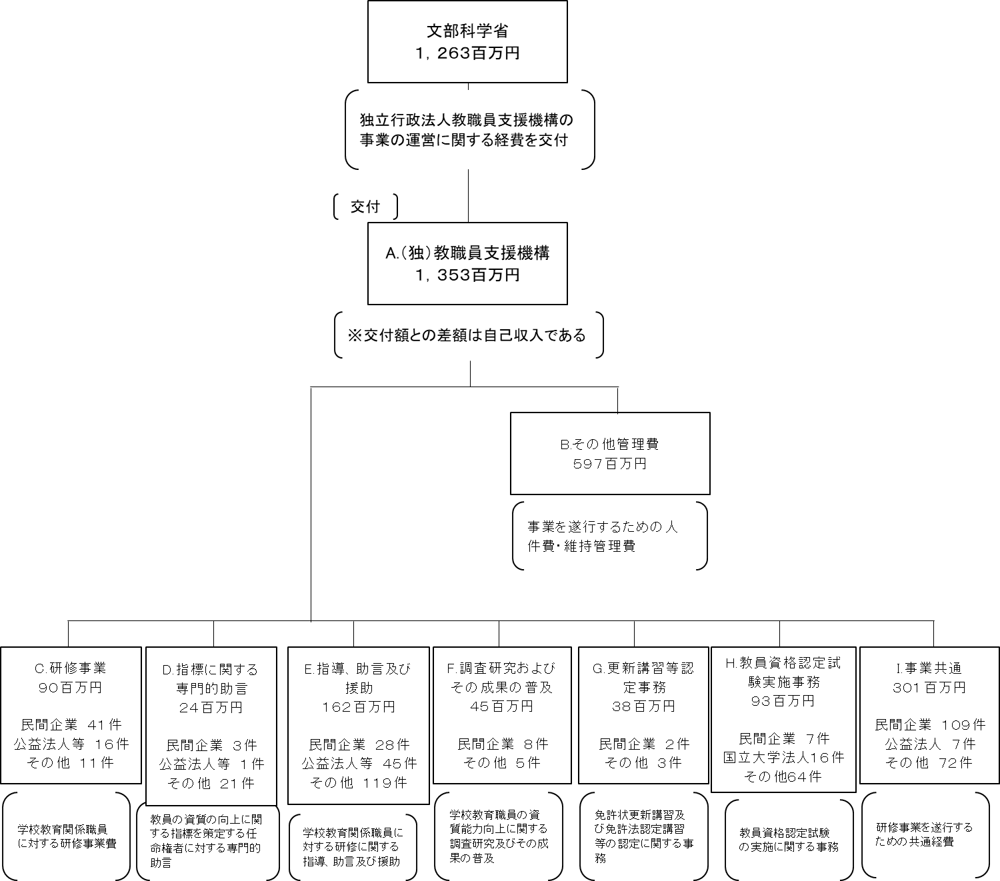 文部科学省
１，２６３百万円
独立行政法人教職員支援機構の
事業の運営に関する経費を交付
交付
A.（独）教職員支援機構
１，３５３百万円
※交付額との差額は自己収入である
B.その他管理費
５９７百万円
事業を遂行するための人
件費・維持管理費
C.研修事業
９０百万円
民間企業　４１件
公益法人等　１６件
その他　１１件
D.指標に関する
専門的助言
２４百万円
民間企業　３件
公益法人等　１件
その他　２１件
E.指導、助言及び
援助
１６２百万円
民間企業　２８件
公益法人等　４５件
その他　１１９件
F.調査研究および
その成果の普及
４５百万円
民間企業　８件
その他　５件
G.更新講習等認
定事務
３８百万円
民間企業　２件
その他　３件
H.教員資格認定試
験実施事務
９３百万円
民間企業　７件
国立大学法人１６件
その他６４件
I.事業共通
３０１百万円
民間企業　１０９件
公益法人　７件
その他　７２件
学校教育関係職員
に対する研修事業費
教員の資質の向上に関
する指標を策定する任
命権者に対する専門的
助言
学校教育関係職員に
対する研修に関する
指導、助言及び援助
学校教育職員の資
質能力向上に関する
調査研究及びその成
果の普及
免許状更新講習及
び免許法認定講習
等の認定に関する事
務
教員資格認定試験
の実施に関する事務
研修事業を遂行する
ための共通経費